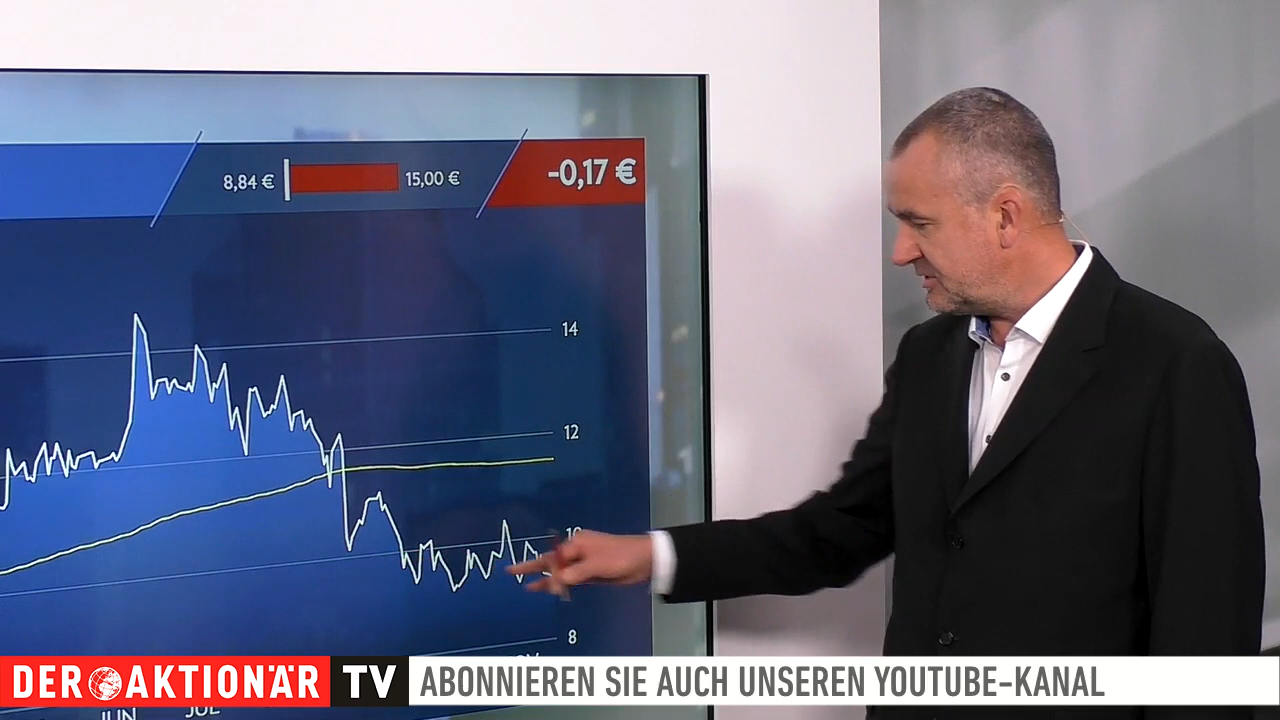 8,84 € 15,00 € -0,17 €
14
12
10
8
JUN JUL
DER AKTIONÄR TV ABONNIEREN SIE AUCH UNSEREN YOUTUBE-KANAL